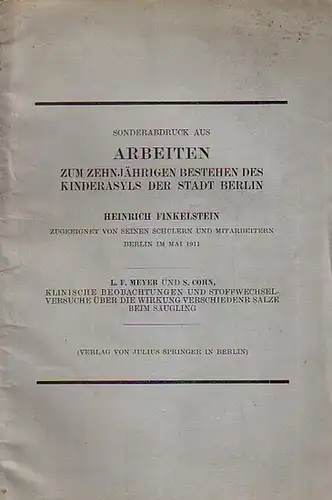 SONDERABDRUCK AUS
ARBEITEN
ZUM ZEHNJÄHRIGEN BESTEHEN DES
KINDERASYLS DER STADT BERLIN
HEINRICH FINKELSTEIN
ZUGEEIGNET VON SEINEN SCHÜLERN UND MITARBEITERN
BERLIN IM MAI 1911
L. F. MEYER UND S. COHN,
KLINISCHE BEOBACHTUNGEN UND STOFFWECHSEL-
VERSUCHE ÜBER DIE WIRKUNG VERSCHIEDENR SALZE
BEIM SÄUGLING
(VERLAG VON JULIUS SPRINGER IN BERLIN)